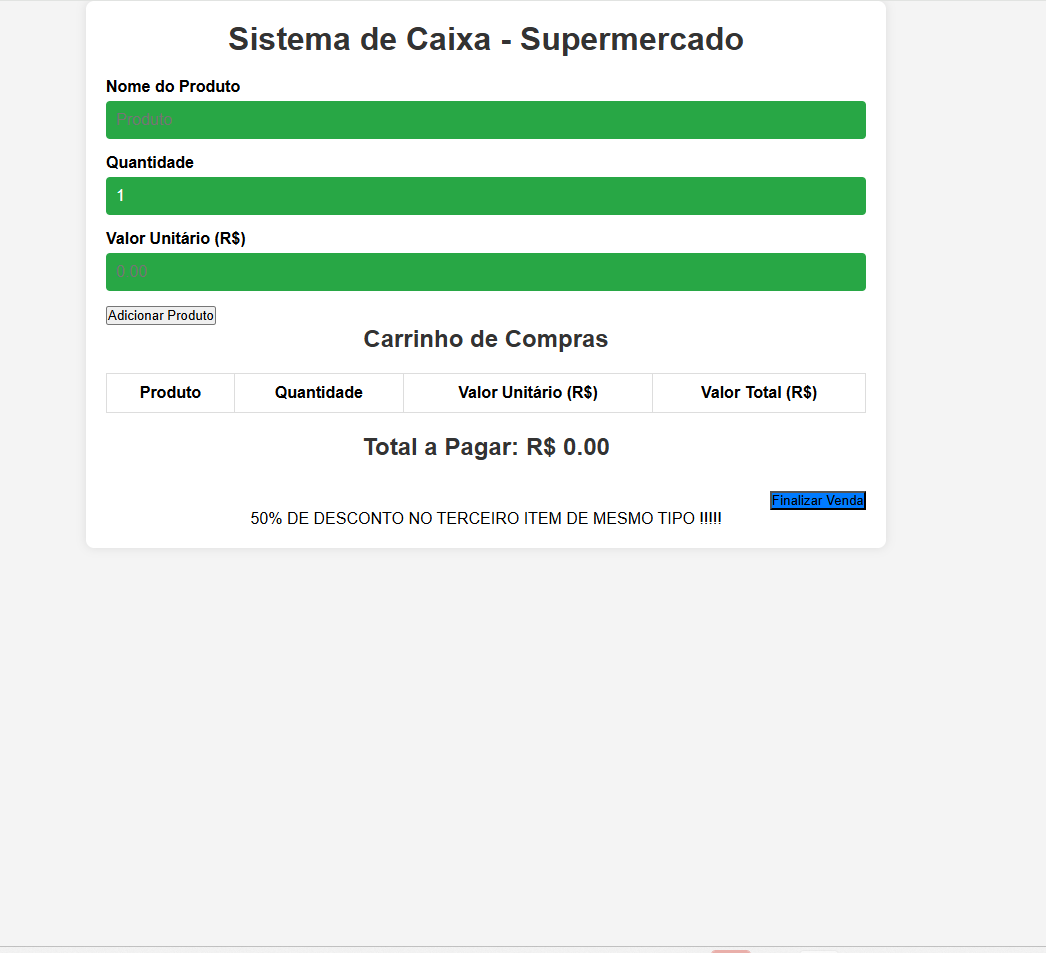 Sistema de Caixa - Supermercado
Nome do Produto
Produto
Quantidade
1
Valor Unitário (R$)
0.00
Adicionar Produto
Carrinho de Compras
Produto Quantidade Valor Unitário (R$) Valor Total (R$)
Total a Pagar: R$ 0.00
Finalizar Venda
50% DE DESCONTO NO TERCEIRO ITEM DE MESMO TIPO !!!!!